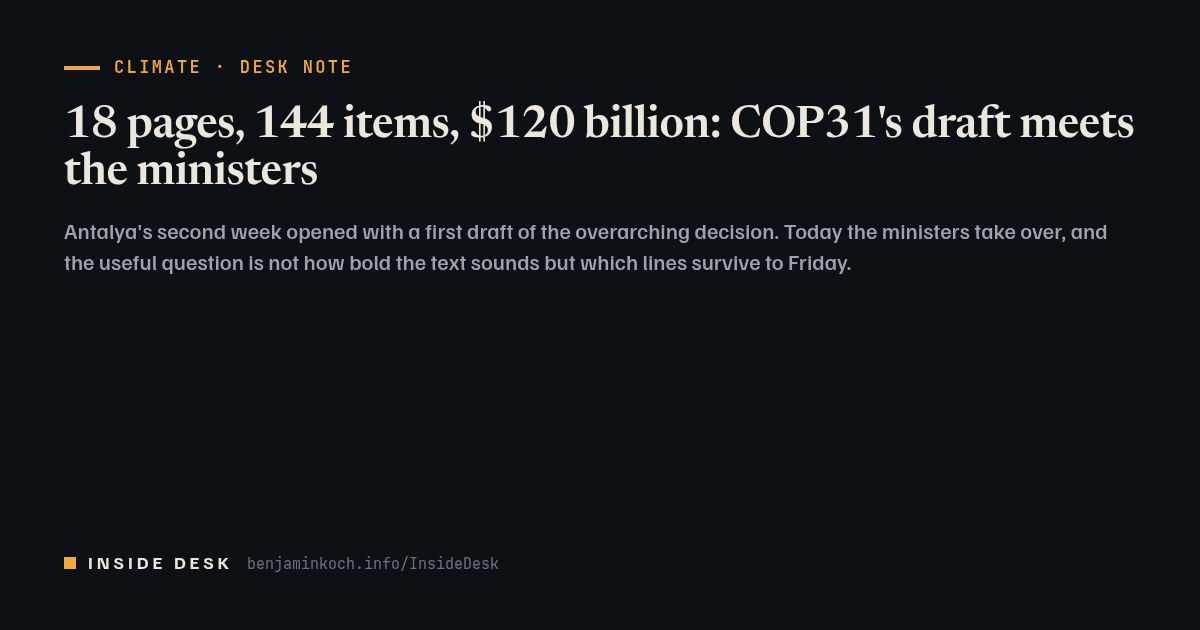 CLIMATE · DESK NOTE
18 pages, 144 items, $120 billion: COP31's draft meets
the ministers
Antalya's second week opened with a first draft of the overarching decision. Today the ministers take over, and
the useful question is not how bold the text sounds but which lines survive to Friday.
INSIDE DESK benjaminkoch.info/InsideDesk